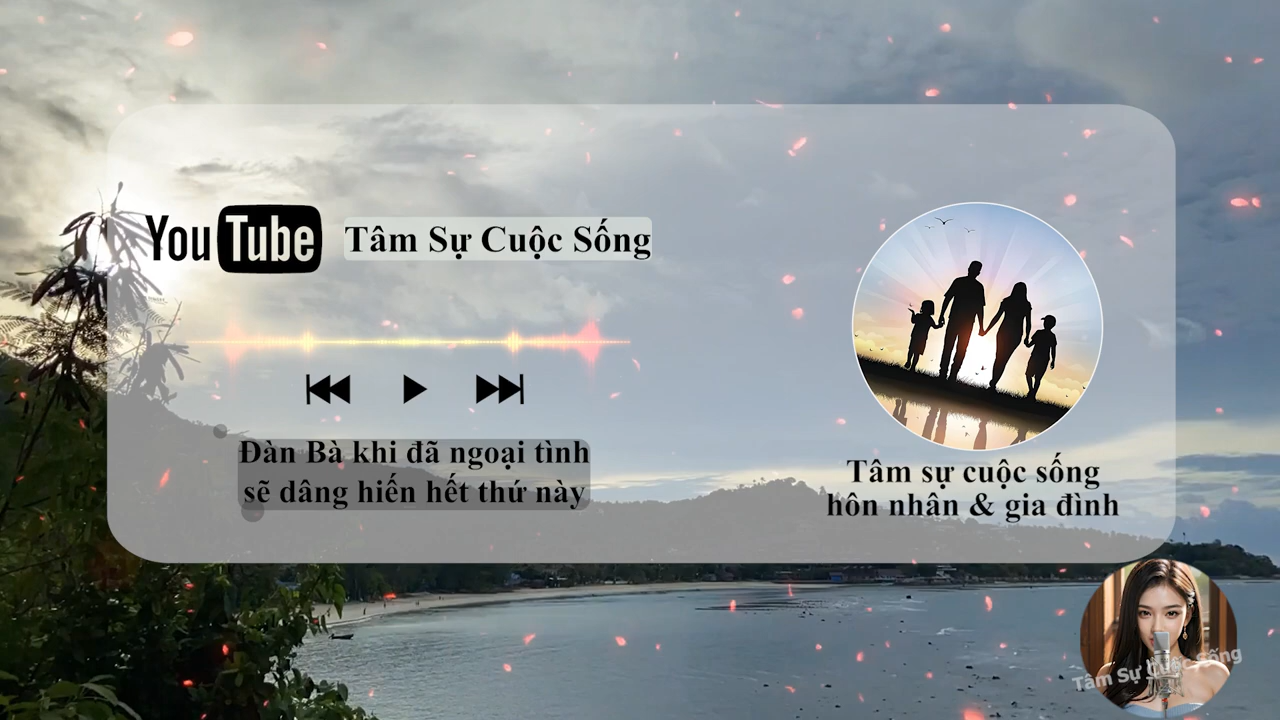 YouTube
Tâm Sự Cuộc Sống
Đàn Bà khi đã ngoại tình
sẽ dâng hiến hết thứ này
Tâm sự cuộc sống
hôn nhân & gia đình
Tâm Sự Cuộc Sống